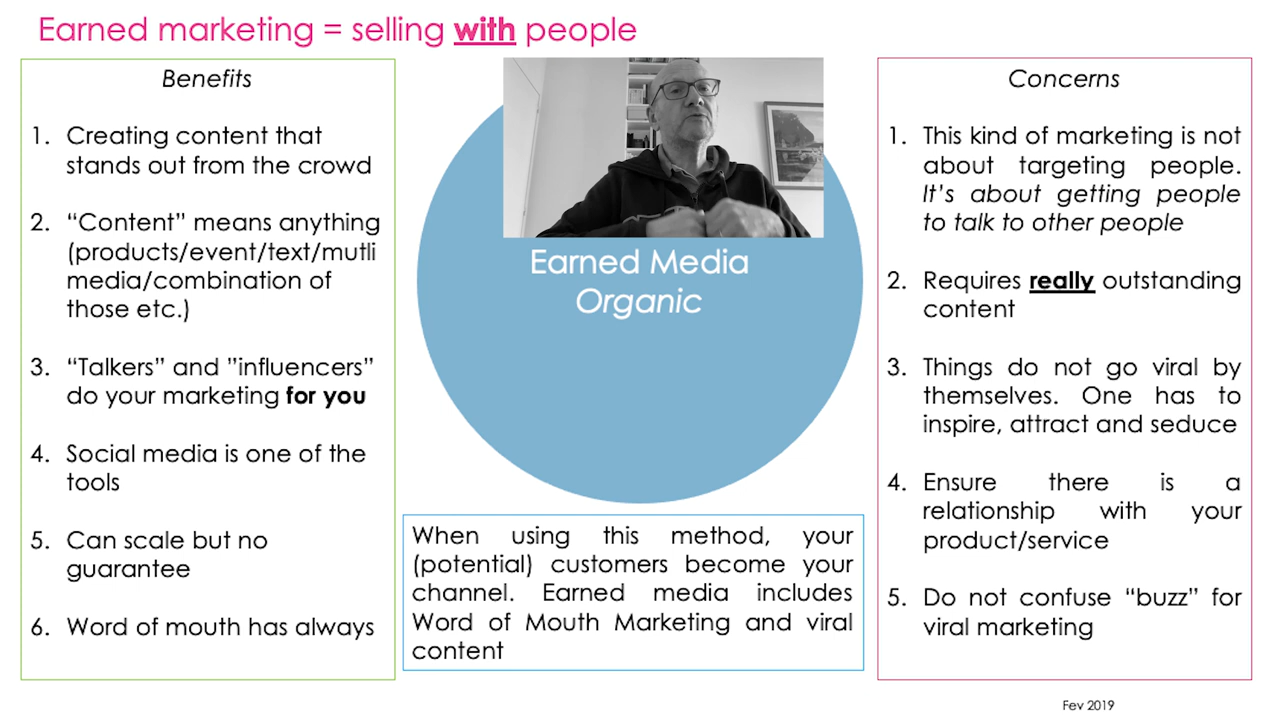 Earned marketing = selling with people
Benefits
1. Creating content that
stands out from the crowd
2. “Content” means anything
(products/event/text/mutli
media/combination of
those etc.)
3. “Talkers” and ”influencers”
do your marketing for you
4. Social media is one of the
tools
5. Can scale but no
guarantee
6. Word of mouth has always
Earned Media
Organic
When using this method, your
(potential) customers become your
channel. Earned media includes
Word of Mouth Marketing and viral
content
Concerns
1. This kind of marketing is not
about targeting people.
It’s about getting people
to talk to other people
2. Requires really outstanding
content
3. Things do not go viral by
themselves. One has to
inspire, attract and seduce
4. Ensure there is a
relationship with your
product/service
5. Do not confuse “buzz” for
viral marketing
Fev 2019